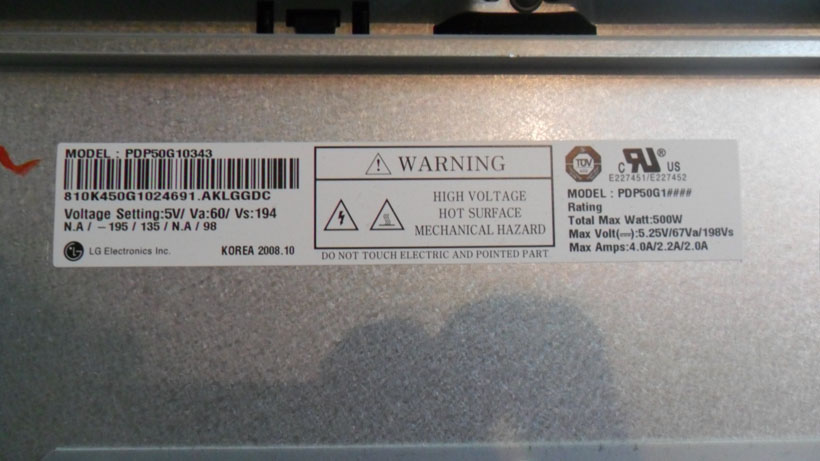 MODEL : PDP50G10343
810K450G1024691.AKLGGDC
Voltage Setting:5V/ Va:60/ Vs:194
N.A / -195 / 135 / N.A / 98
LG Electronics Inc. KOREA 2008.10
WARNING
HIGH VOLTAGE
HOT SURFACE
MECHANICAL HAZARD
DO NOT TOUCH ELECTRIC AND POINTED PART
TÜV
C RU® US
E227451/E227452
MODEL : PDP50G1####
Rating
Total Max Watt:500W
Max Volt(⎓):5.25V/67Va/198Vs
Max Amps:4.0A/2.2A/2.0A